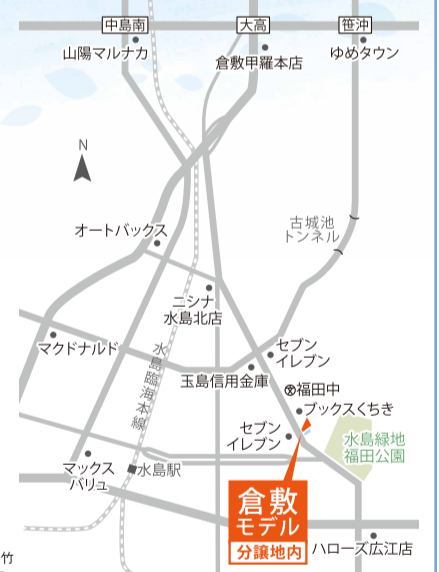 中島南
大高
笹沖
山陽マルナカ
倉敷甲羅本店
ゆめタウン
N
古城池
トンネル
オートバックス
ニシナ
水島北店
マクドナルド
水島臨海本線
セブン
イレブン
玉島信用金庫
福田中
ブックスくちき
セブン
イレブン
水島緑地
福田公園
マックス
バリュ
水島駅
倉敷
モデル
分譲地内
ハローズ広江店
竹